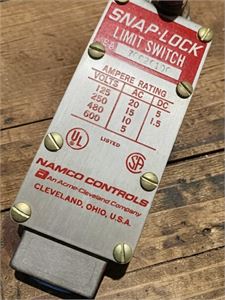 SNAP-LOCK
LIMIT SWITCH
AMPERE RATING
VOLTS AC DC
125 20 5
250 15 1.5
480 10
600 5
UL LISTED SA
NAMCO CONTROLS
An Acme-Cleveland Company
CLEVELAND, OHIO, U.S.A.